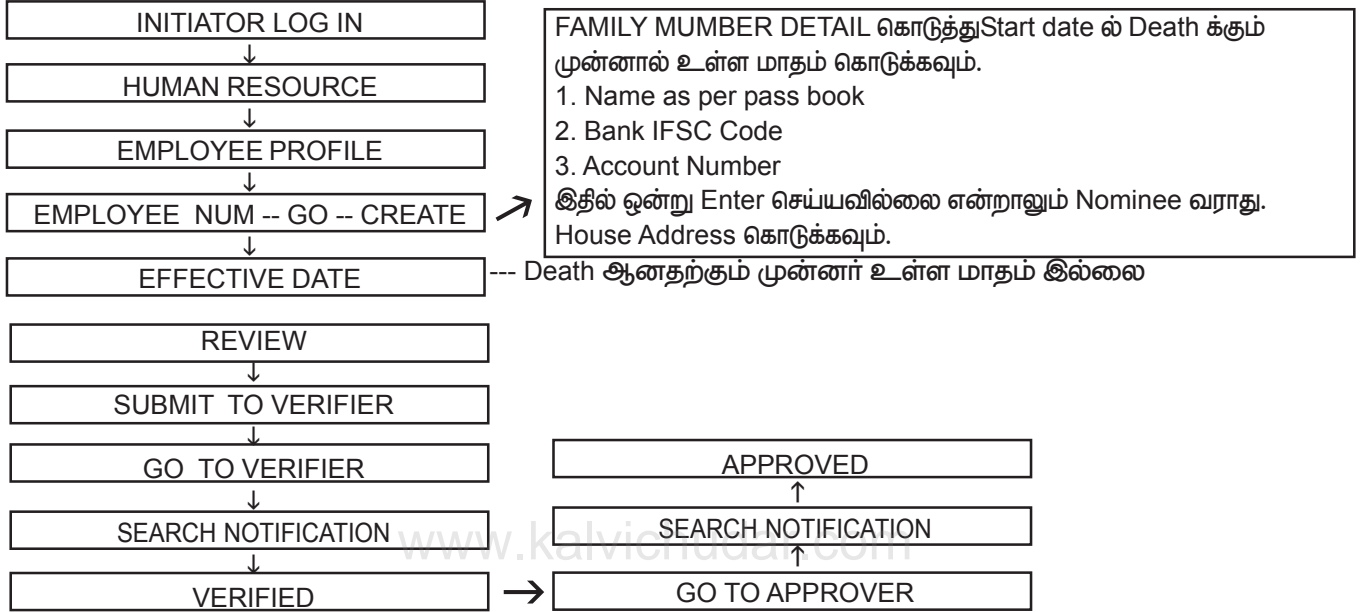 INITIATOR LOG IN
↓
HUMAN RESOURCE
↓
EMPLOYEE PROFILE
↓
EMPLOYEE NUM -- GO -- CREATE
↓
EFFECTIVE DATE
--- Death ஆனதற்கும் முன்னர் உள்ள மாதம் இல்லை
FAMILY MUMBER DETAIL கொடுத்துStart date ல் Death க்கும்
முன்னால் உள்ள மாதம் கொடுக்கவும்.
1. Name as per pass book
2. Bank IFSC Code
3. Account Number
இதில் ஒன்று Enter செய்யவில்லை என்றாலும் Nominee வராது.
House Address கொடுக்கவும்.
REVIEW
↓
SUBMIT TO VERIFIER
↓
GO TO VERIFIER
↓
SEARCH NOTIFICATION
↓
VERIFIED
→
GO TO APPROVER
↑
SEARCH NOTIFICATION
↑
APPROVED
www.kalvichudar.com